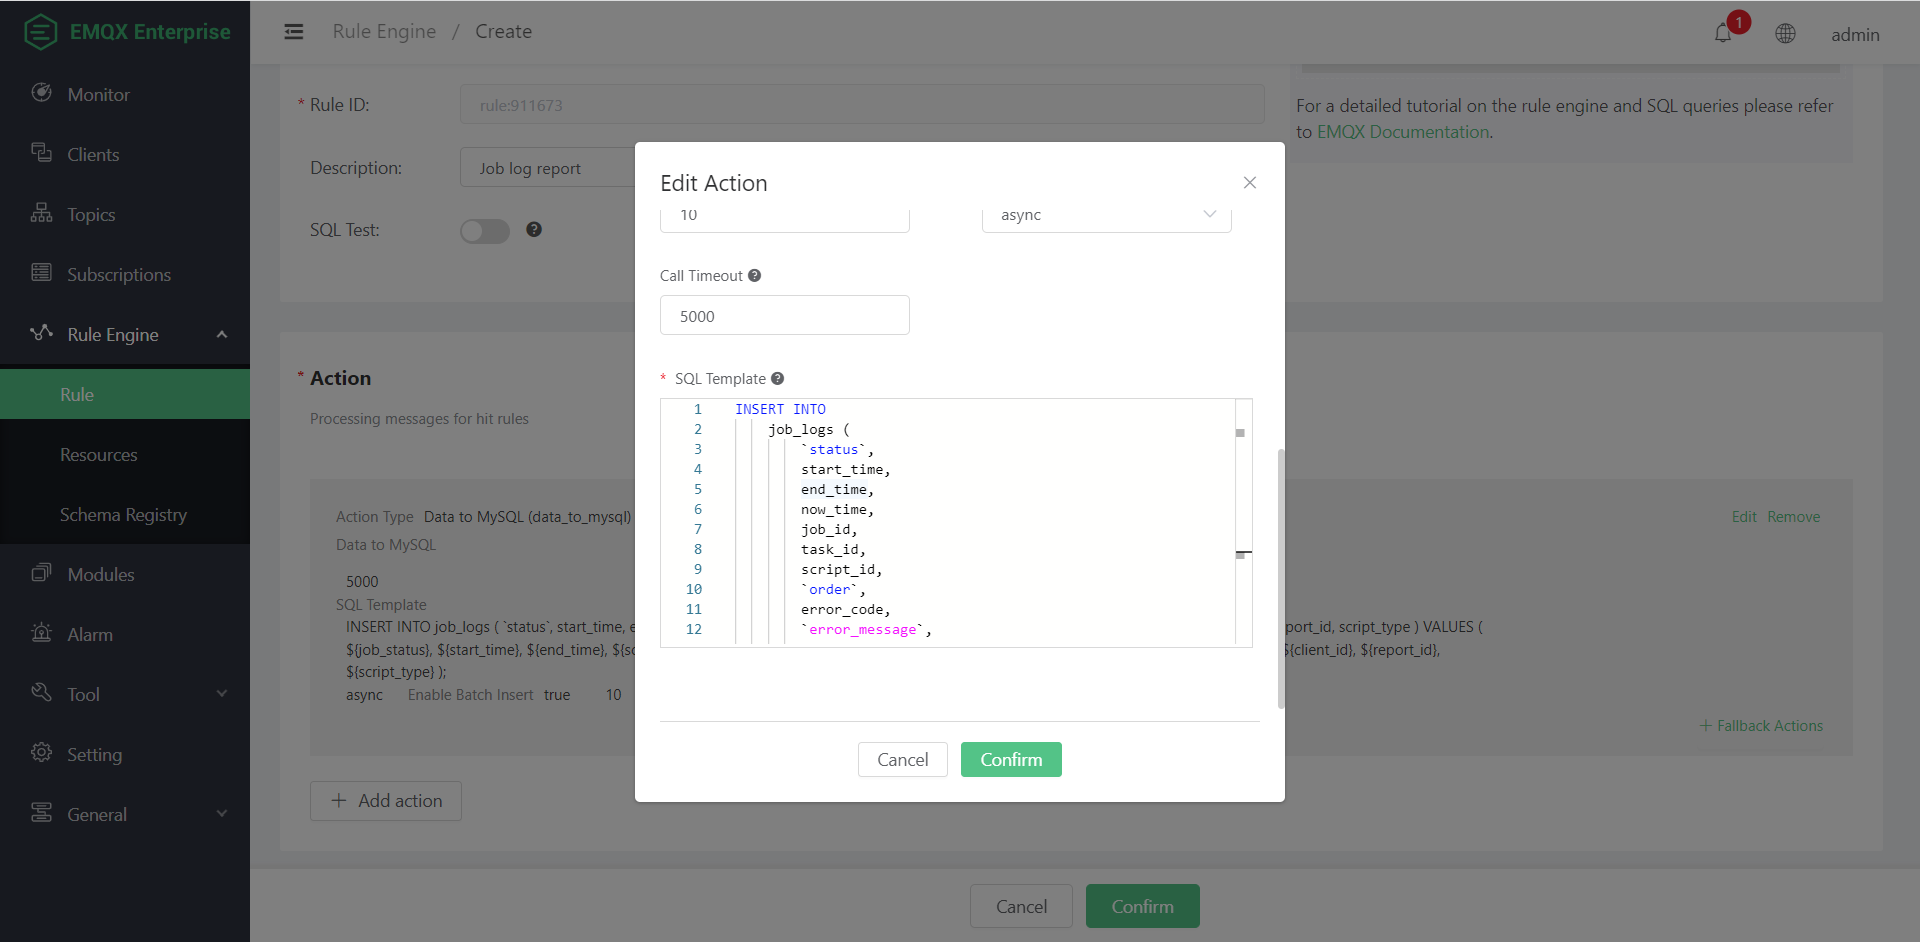 EMQX Enterprise
Rule Engine / Create
1
admin
Monitor
Clients
Topics
Subscriptions
Rule Engine
Rule
Resources
Schema Registry
Modules
Alarm
Tool
Setting
General
* Rule ID:
rule:911673
Description:
Job log report
SQL Test:
For a detailed tutorial on the rule engine and SQL queries please refer
to EMQX Documentation.
* Action
Processing messages for hit rules
Action Type Data to MySQL (data_to_mysql)
Edit Remove
Data to MySQL
5000
SQL Template
INSERT INTO job_logs ( `status`, start_time, e
port_id, script_type ) VALUES (
${job_status}, ${start_time}, ${end_time}, ${sc
${client_id}, ${report_id},
${script_type} );
async Enable Batch Insert true 10
+ Fallback Actions
+ Add action
Cancel
Confirm
Edit Action
10
async
Call Timeout
5000
* SQL Template
1 INSERT INTO
2 job_logs (
3 `status`,
4 start_time,
5 end_time,
6 now_time,
7 job_id,
8 task_id,
9 script_id,
10 `order`,
11 error_code,
12 `error_message`,
Cancel
Confirm